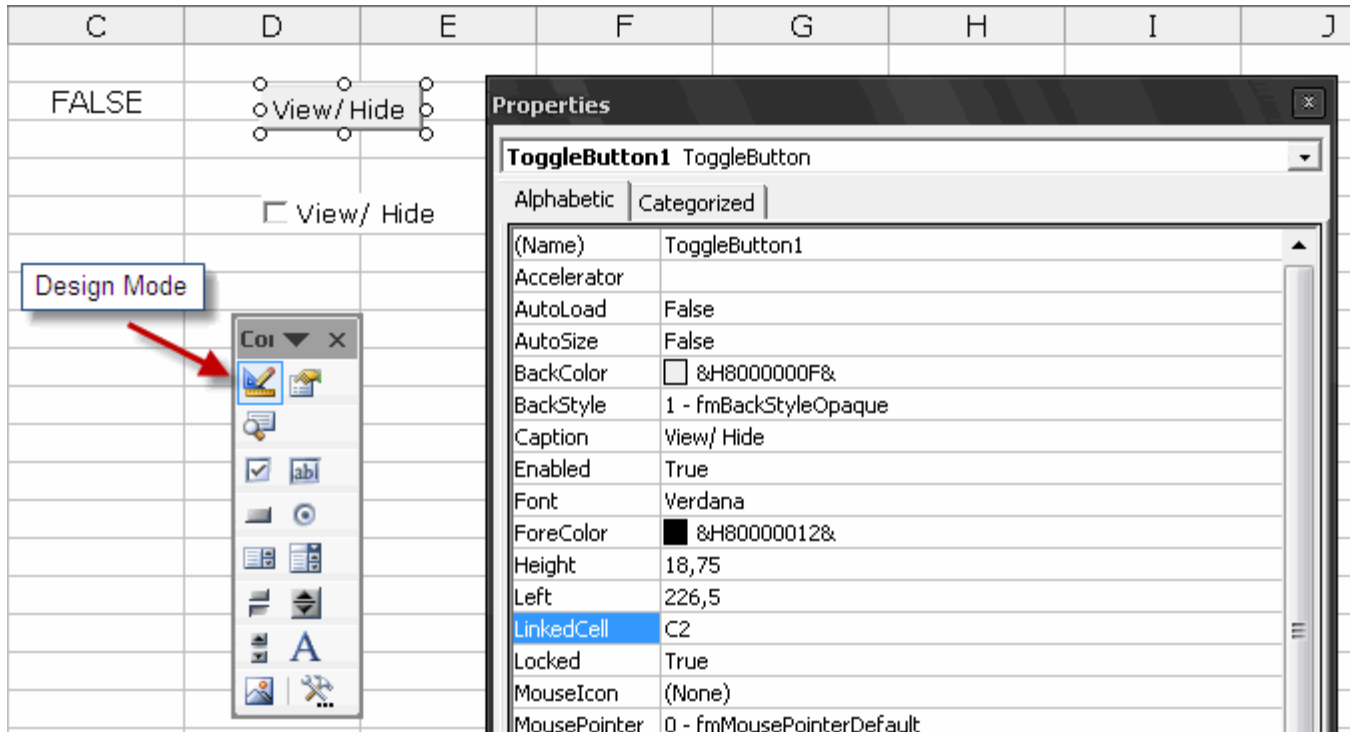 C D E F G H I J
FALSE
View/ Hide
View/ Hide
Design Mode
Cor
abl
A
Properties
x
ToggleButton1 ToggleButton
Alphabetic Categorized
(Name) ToggleButton1
Accelerator
AutoLoad False
AutoSize False
BackColor &H8000000F&
BackStyle 1 - fmBackStyleOpaque
Caption View/ Hide
Enabled True
Font Verdana
ForeColor &H80000012&
Height 18,75
Left 226,5
LinkedCell C2
Locked True
MouseIcon (None)
MousePointer 0 - fmMousePointerDefault